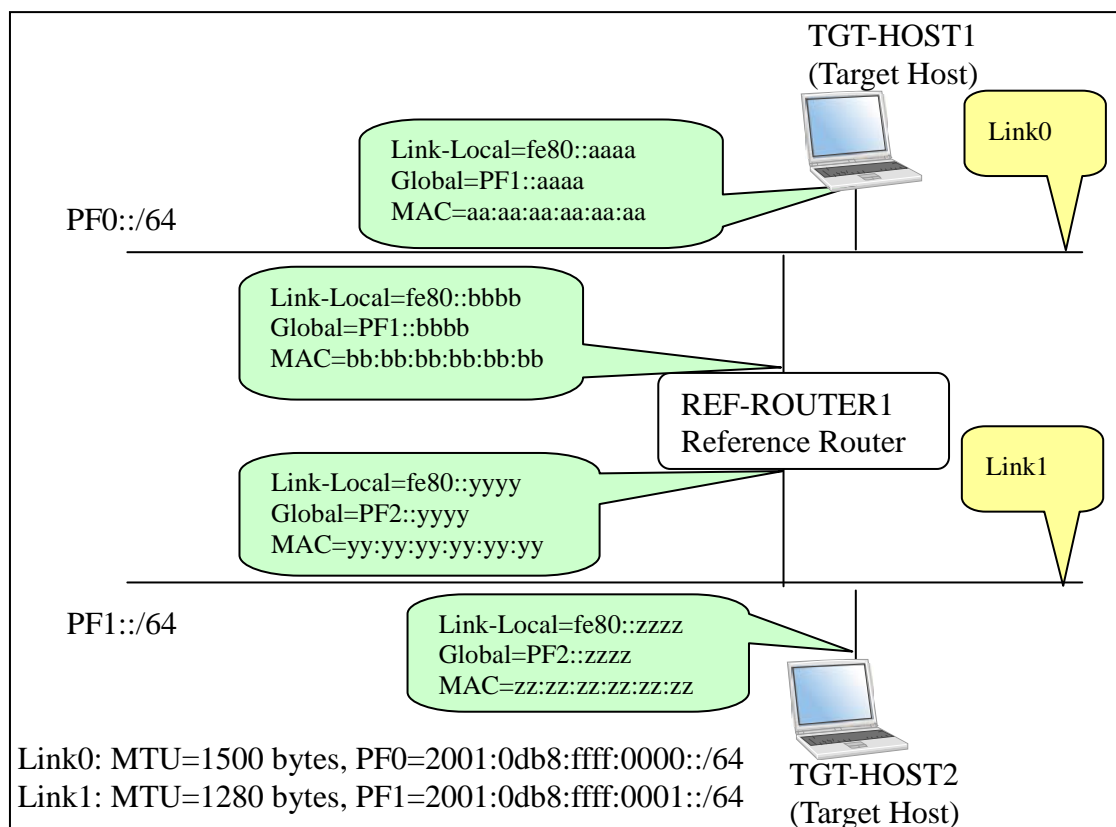 TGT-HOST1
(Target Host)
Link0
Link-Local=fe80::aaaa
Global=PF1::aaaa
MAC=aa:aa:aa:aa:aa:aa
PF0::/64
Link-Local=fe80::bbbb
Global=PF1::bbbb
MAC=bb:bb:bb:bb:bb:bb
REF-ROUTER1
Reference Router
Link1
Link-Local=fe80::yyyy
Global=PF2::yyyy
MAC=yy:yy:yy:yy:yy:yy
PF1::/64
Link-Local=fe80::zzzz
Global=PF2::zzzz
MAC=zz:zz:zz:zz:zz:zz
Link0: MTU=1500 bytes, PF0=2001:0db8:ffff:0000::/64
Link1: MTU=1280 bytes, PF1=2001:0db8:ffff:0001::/64
TGT-HOST2
(Target Host)